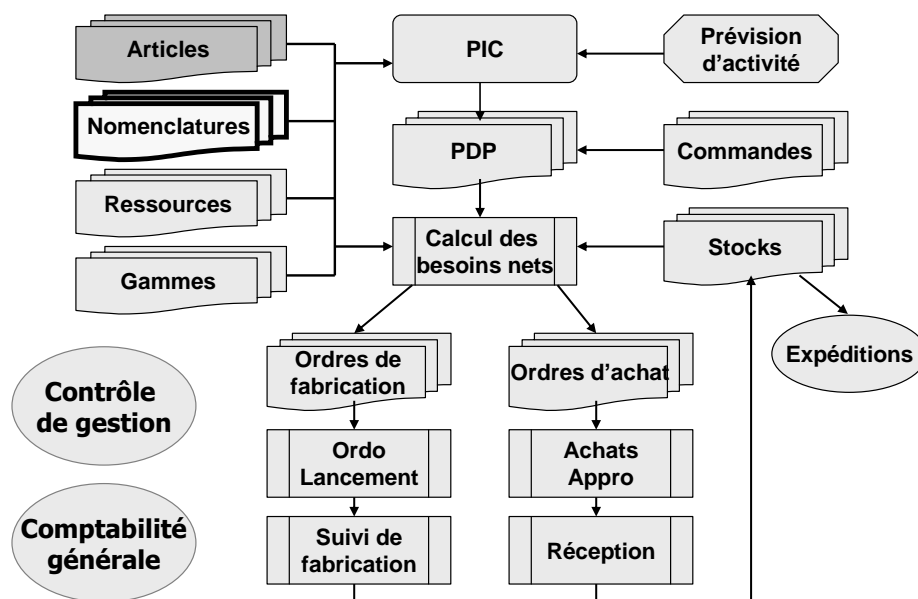 Articles
PIC
Prévision
d’activité
Nomenclatures
PDP
Commandes
Ressources
Calcul des
besoins nets
Stocks
Gammes
Ordres de
fabrication
Ordres d’achat
Expéditions
Contrôle
de gestion
Ordo
Lancement
Achats
Appro
Comptabilité
générale
Suivi de
fabrication
Réception